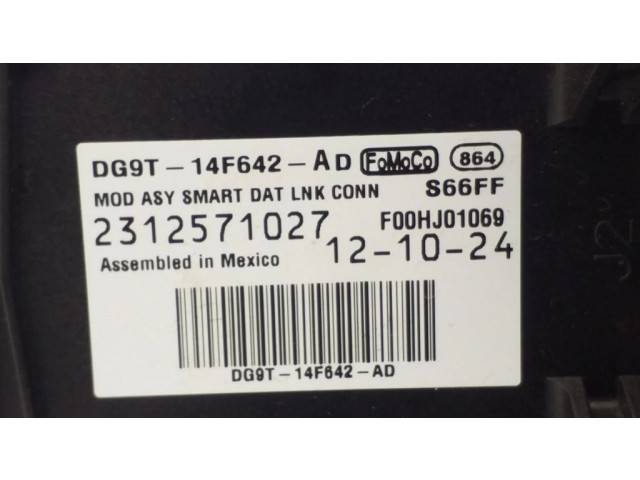 DG9T-14F642-AD FoMoCo 864
MOD ASY SMART DAT LNK CONN S66FF
2312571027 F00HJ01069
Assembled in Mexico 12-10-24
DG9T-14F642-AD
J2